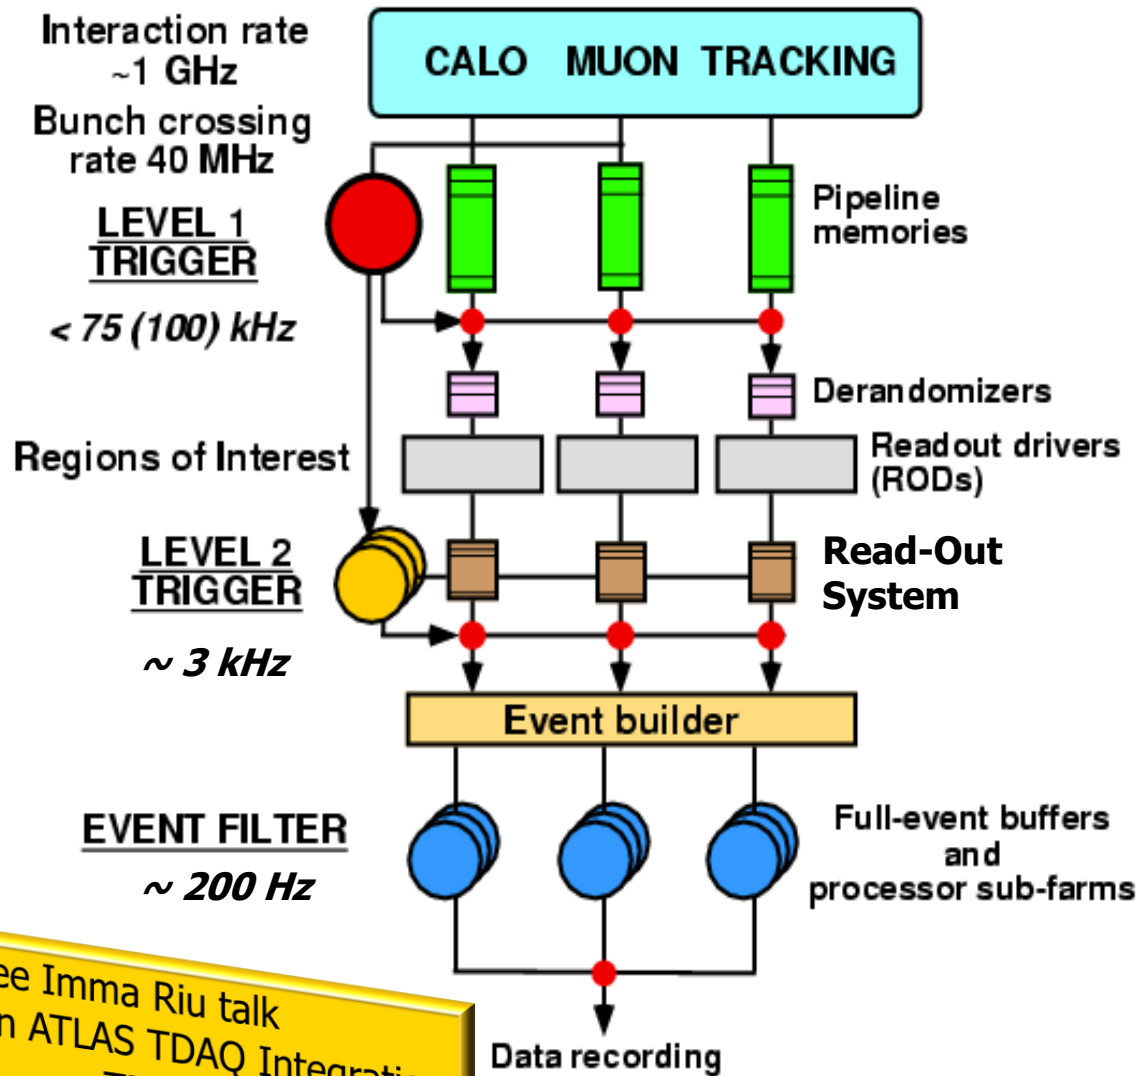 Interaction rate
~1 GHz
Bunch crossing
rate 40 MHz
CALO MUON TRACKING
LEVEL 1
TRIGGER
< 75 (100) kHz
Pipeline
memories
Derandomizers
Regions of Interest
Readout drivers
(RODs)
LEVEL 2
TRIGGER
~ 3 kHz
Read-Out
System
Event builder
EVENT FILTER
~ 200 Hz
Full-event buffers
and
processor sub-farms
Imma Riu talk
ATLAS TDAQ
Data recording